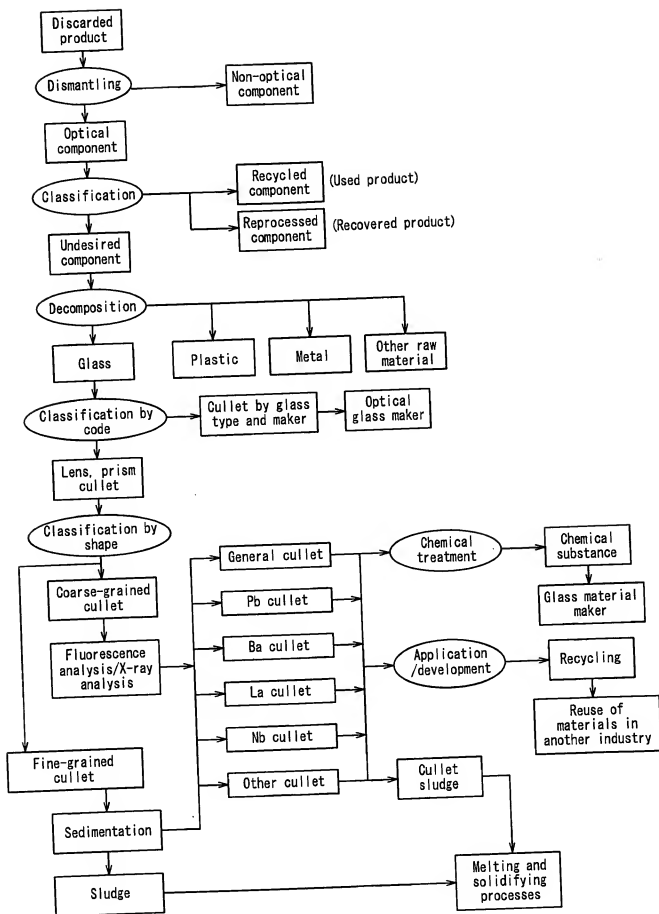 Discarded
product
Dismantling
Non-optical
component
Optical
component
Classification
Recycled
component
(Used product)
Reprocessed
component
(Recovered product)
Undesired
component
Decomposition
Glass
Plastic
Metal
Other raw
material
Classification by
code
Cullet by glass
type and maker
Optical
glass maker
Lens, prism
cullet
Classification by
shape
Coarse-grained
cullet
Fluorescence
analysis/X-ray
analysis
General cullet
Pb cullet
Ba cullet
La cullet
Nb cullet
Other cullet
Chemical
treatment
Chemical
substance
Glass material
maker
Application
/development
Recycling
Reuse of
materials in
another industry
Fine-grained
cullet
Sedimentation
Sludge
Cullet
sludge
Melting and
solidifying
processes